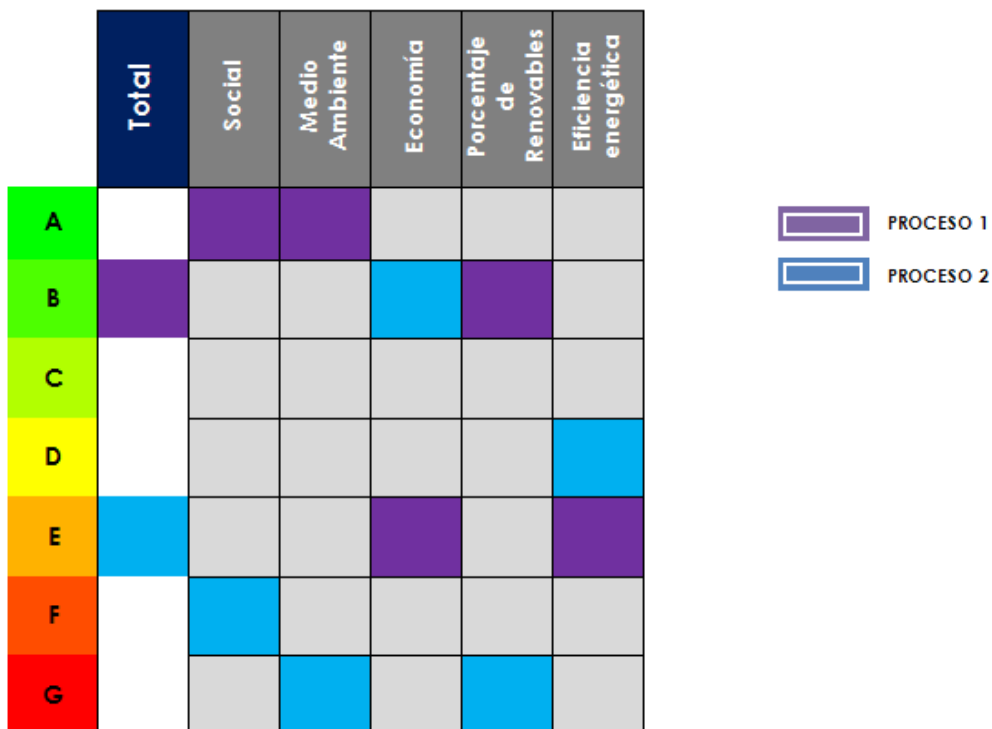 Total
Social
Medio
Ambiente
Economía
Porcentaje
de
Renovables
Eficiencia
energética
A
B
C
D
E
F
G
PROCESO 1
PROCESO 2